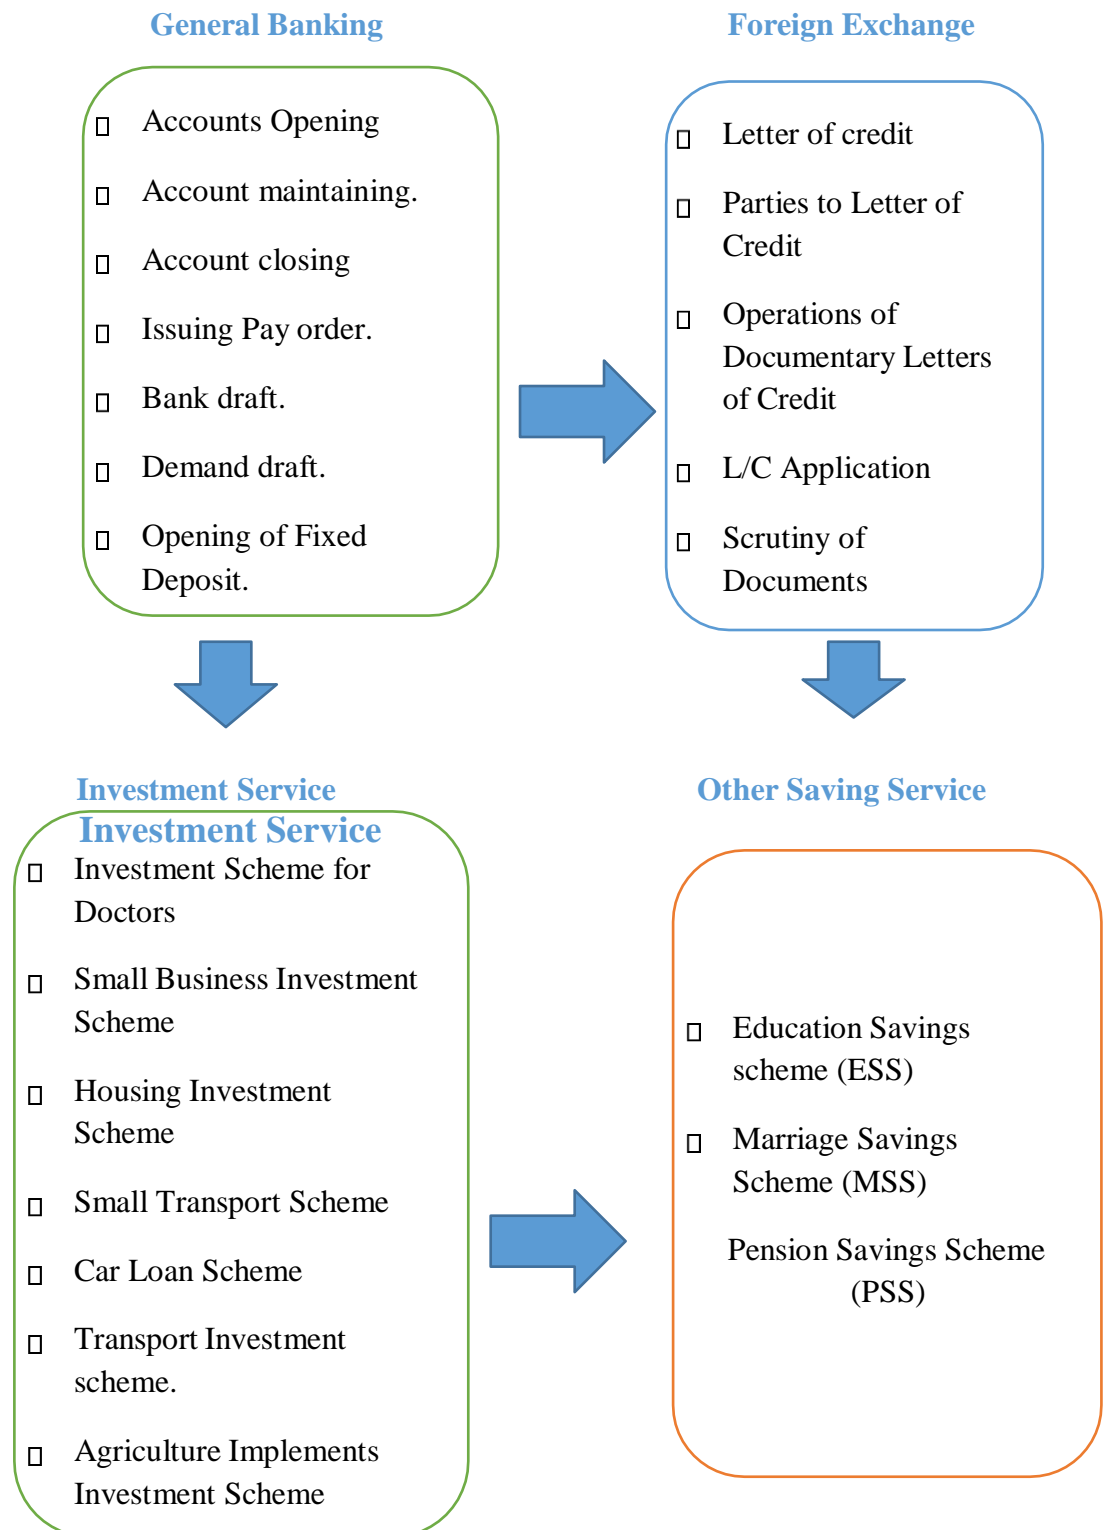 General Banking
Accounts Opening
Account maintaining.
Account closing
Issuing Pay order.
Bank draft.
Demand draft.
Opening of Fixed
Deposit.
Foreign Exchange
Letter of credit
Parties to Letter of
Credit
Operations of
Documentary Letters
of Credit
L/C Application
Scrutiny of
Documents
Investment Service
Investment Service
Investment Scheme for
Doctors
Small Business Investment
Scheme
Housing Investment
Scheme
Small Transport Scheme
Car Loan Scheme
Transport Investment
scheme.
Agriculture Implements
Investment Scheme
Other Saving Service
Education Savings
scheme (ESS)
Marriage Savings
Scheme (MSS)
Pension Savings Scheme
(PSS)